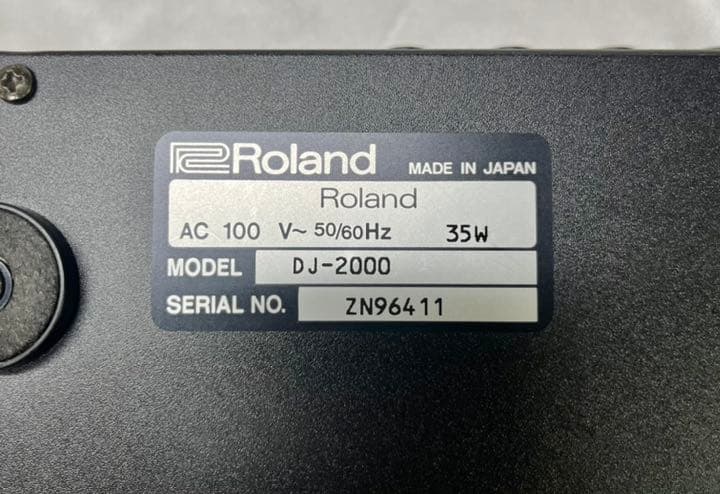 Roland MADE IN JAPAN
Roland
AC 100 V~ 50/60Hz 35W
MODEL DJ-2000
SERIAL NO. ZN96411